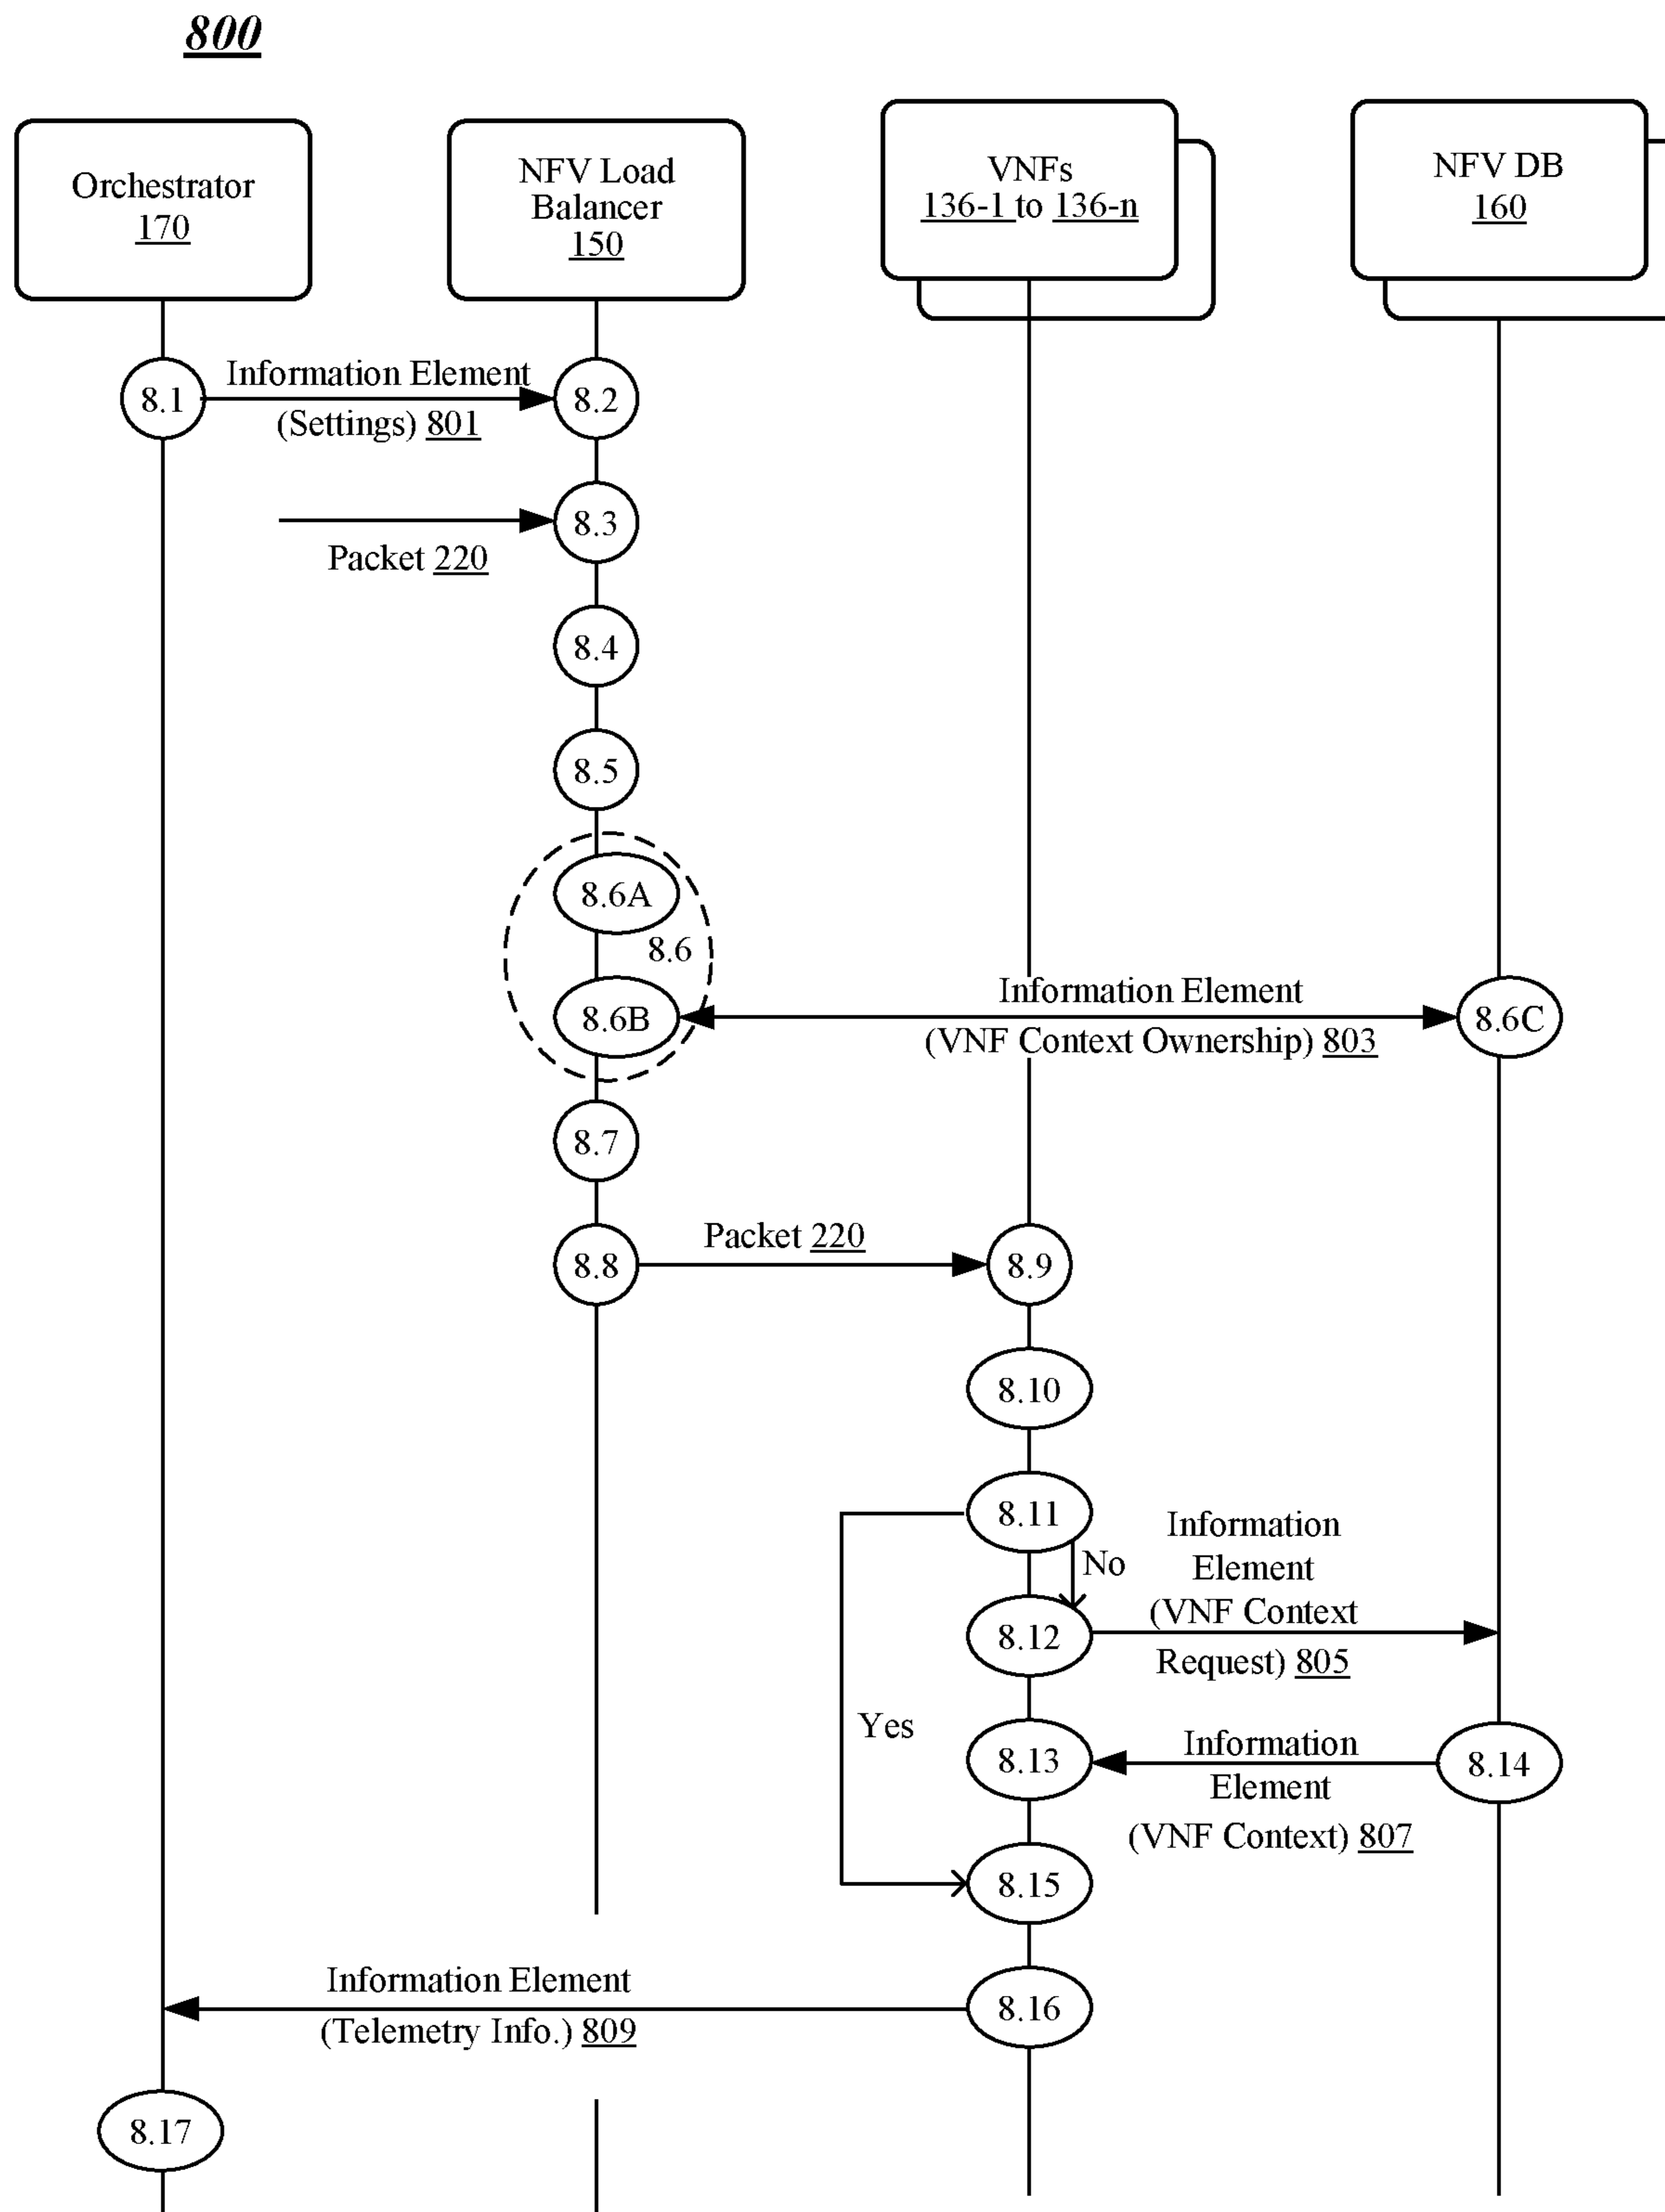 800
Orchestrator
170
NFV Load
Balancer
150
VNFs
136-1 to 136-n
NFV DB
160
8.1
Information Element
(Settings) 801
8.2
Packet 220
8.3
8.4
8.5
8.6A
8.6
8.6B
Information Element
(VNF Context Ownership) 803
8.6C
8.7
8.8
Packet 220
8.9
8.10
8.11
No
Information
Element
(VNF Context
Request) 805
8.12
Yes
8.13
Information
Element
(VNF Context) 807
8.14
8.15
Information Element
(Telemetry Info.) 809
8.16
8.17